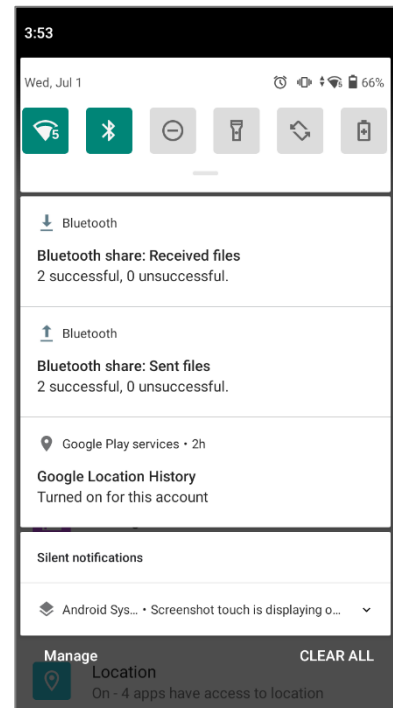 3:53
Wed, Jul 1
66%
5
Bluetooth
Bluetooth share: Received files
2 successful, 0 unsuccessful.
Bluetooth
Bluetooth share: Sent files
2 successful, 0 unsuccessful.
Google Play services • 2h
Google Location History
Turned on for this account
Silent notifications
Android Sys... • Screenshot touch is displaying o...
Manage
CLEAR ALL
Location
On - 4 apps have access to location